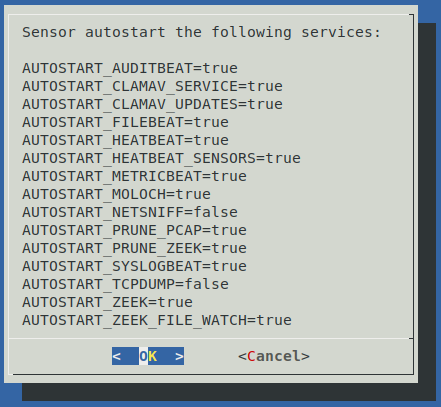 Sensor autostart the following services:
AUTOSTART_AUDITBEAT=true
AUTOSTART_CLAMAV_SERVICE=true
AUTOSTART_CLAMAV_UPDATES=true
AUTOSTART_FILEBEAT=true
AUTOSTART_HEATBEAT=true
AUTOSTART_HEATBEAT_SENSORS=true
AUTOSTART_METRICBEAT=true
AUTOSTART_MOLOCH=true
AUTOSTART_NETSNIFF=false
AUTOSTART_PRUNE_PCAP=true
AUTOSTART_PRUNE_ZEEK=true
AUTOSTART_SYSLOGBEAT=true
AUTOSTART_TCPDUMP=false
AUTOSTART_ZEEK=true
AUTOSTART_ZEEK_FILE_WATCH=true
<  OK  > <Cancel>